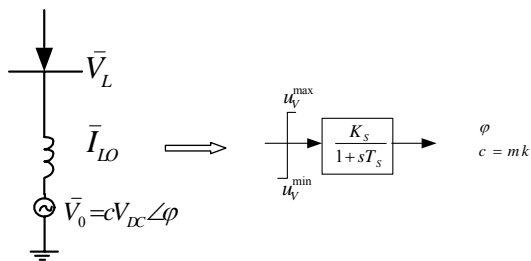 V̄_L
Ī_LO
V̄_0 = cV_DC∠φ
u_V^max
u_V^min
K_S
1 + sT_S
φ
c = mk